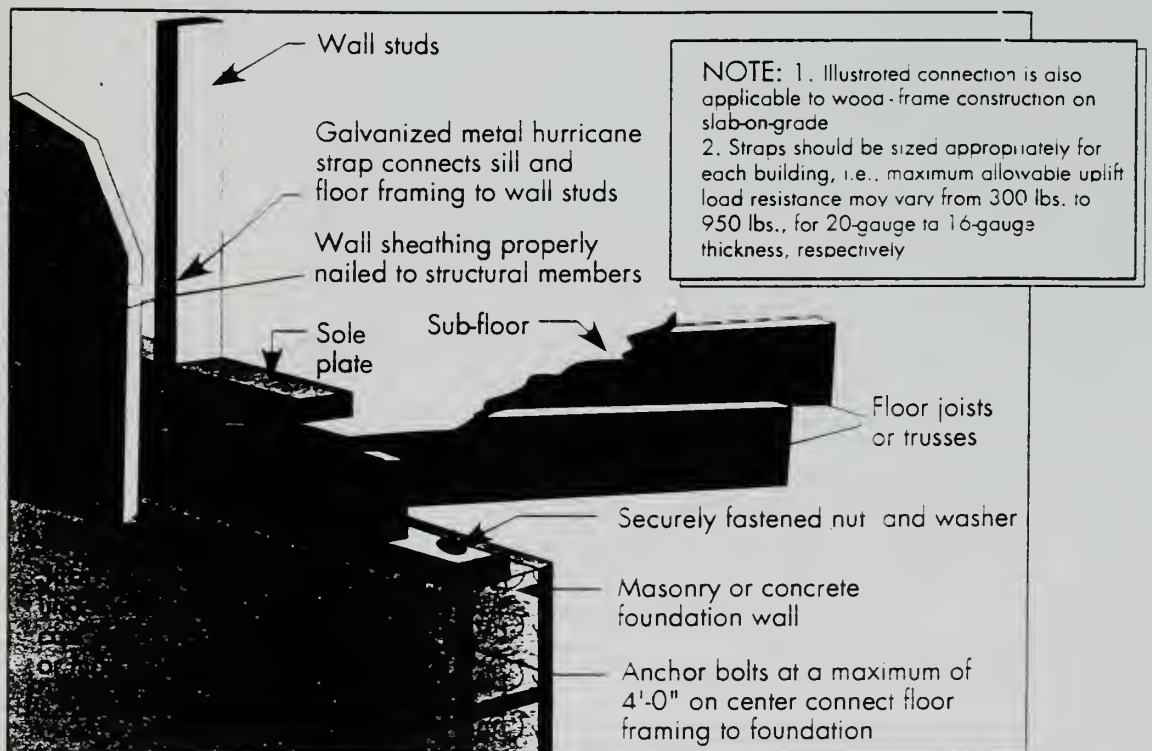 Wall studs
NOTE: 1. Illustroted connection is also
applicable to wood-frame construction on
slab-on-grade
2. Straps should be sized appropriately for
each building, i.e., maximum allowable uplift
load resistance moy vary from 300 lbs. to
950 lbs., for 20-gauge ta 16-gauge
thickness, respectively
Galvanized metal hurricane
strap connects sill and
floor framing to wall studs
Wall sheathing properly
nailed to structural members
Sole
plate
Sub-floor
Floor joists
or trusses
Securely fastened nut and washer
Masonry or concrete
foundation wall
Anchor bolts at a maximum of
4'-0" on center connect floor
framing to foundation